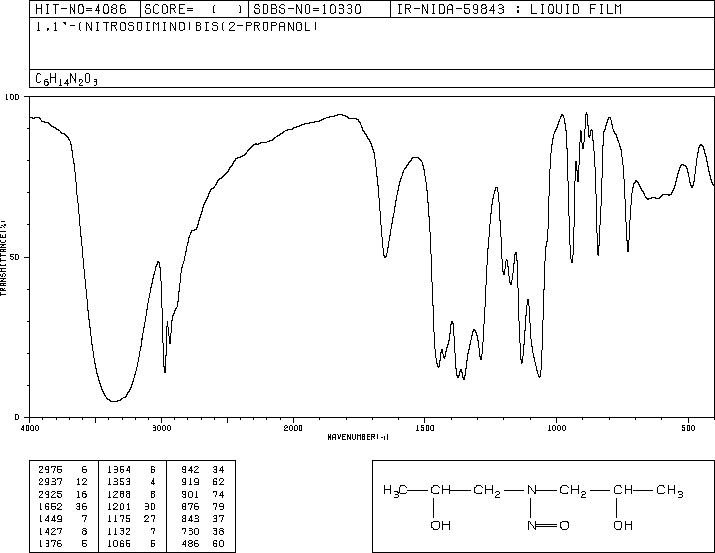 HIT-NO=4086 SCORE= ( ) SDBS-NO=10330 IR-NIDA-59843 : LIQUID FILM
1,1'-(NITROSOIMINO)BIS(2-PROPANOL)
C6H14N2O3
100
50
0
TRANSMITTANCE(%)
4000 3000 2000 1500 1000 500
WAVENUMBER(-1)
2975 6 1364 6 942 34
2937 12 1353 4 919 62
2925 16 1288 8 901 74
1652 36 1201 30 876 79
1449 7 1175 27 843 37
1427 8 1132 7 730 38
1376 5 1066 5 486 60
H3C—CH—CH2—N—CH2—CH—CH3
OH N=O OH